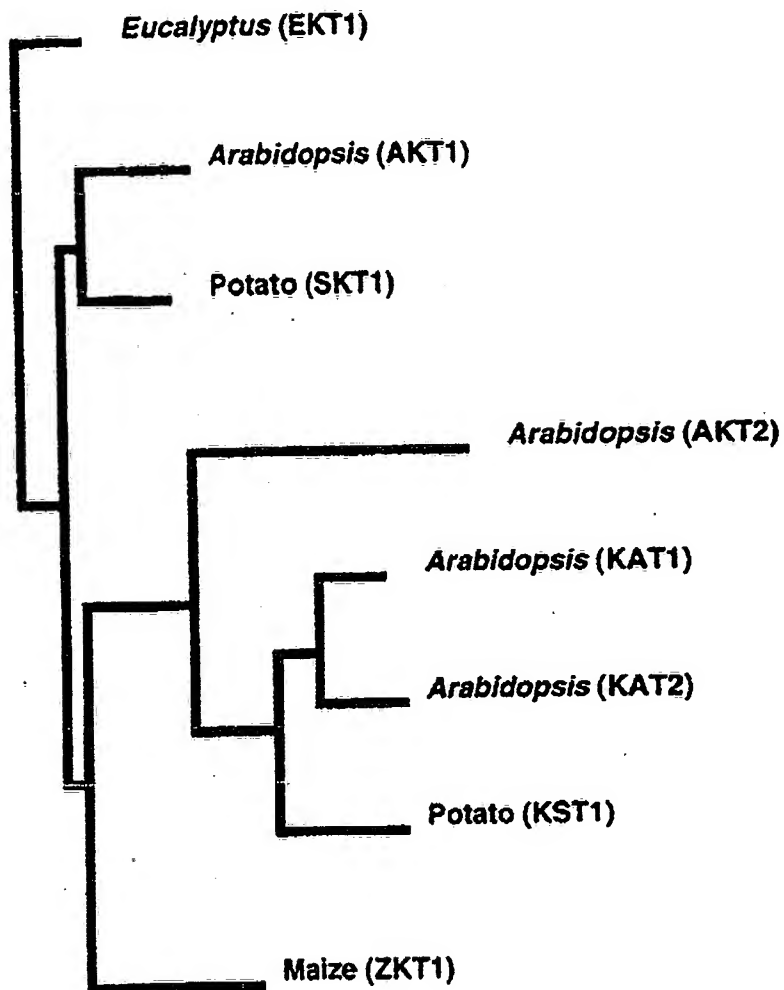 Eucalyptus (EKT1)
Arabidopsis (AKT1)
Potato (SKT1)
Arabidopsis (AKT2)
Arabidopsis (KAT1)
Arabidopsis (KAT2)
Potato (KST1)
Maize (ZKT1)